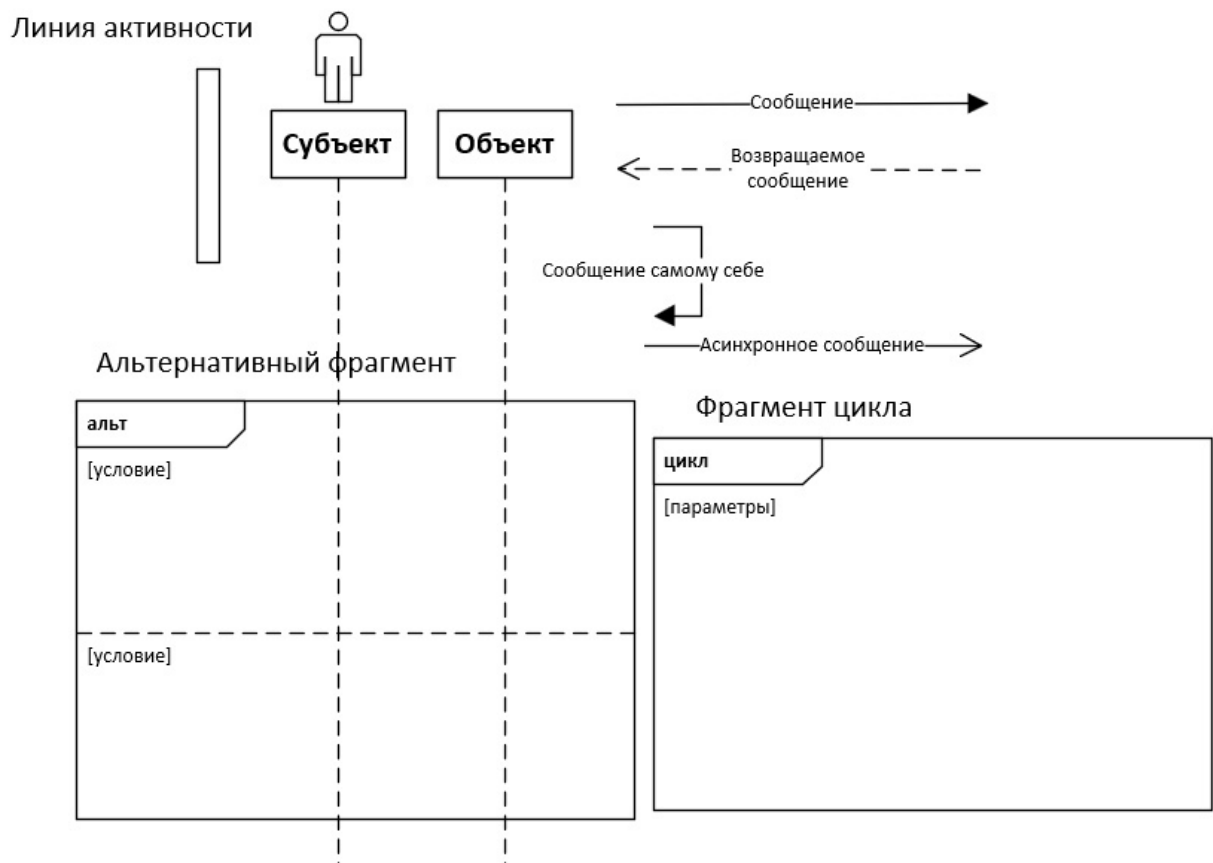 Линия активности
Субъект
Объект
Сообщение
Возвращаемое
сообщение
Сообщение самому себе
Асинхронное сообщение
Альтернативный фрагмент
альт
[условие]
[условие]
Фрагмент цикла
цикл
[параметры]